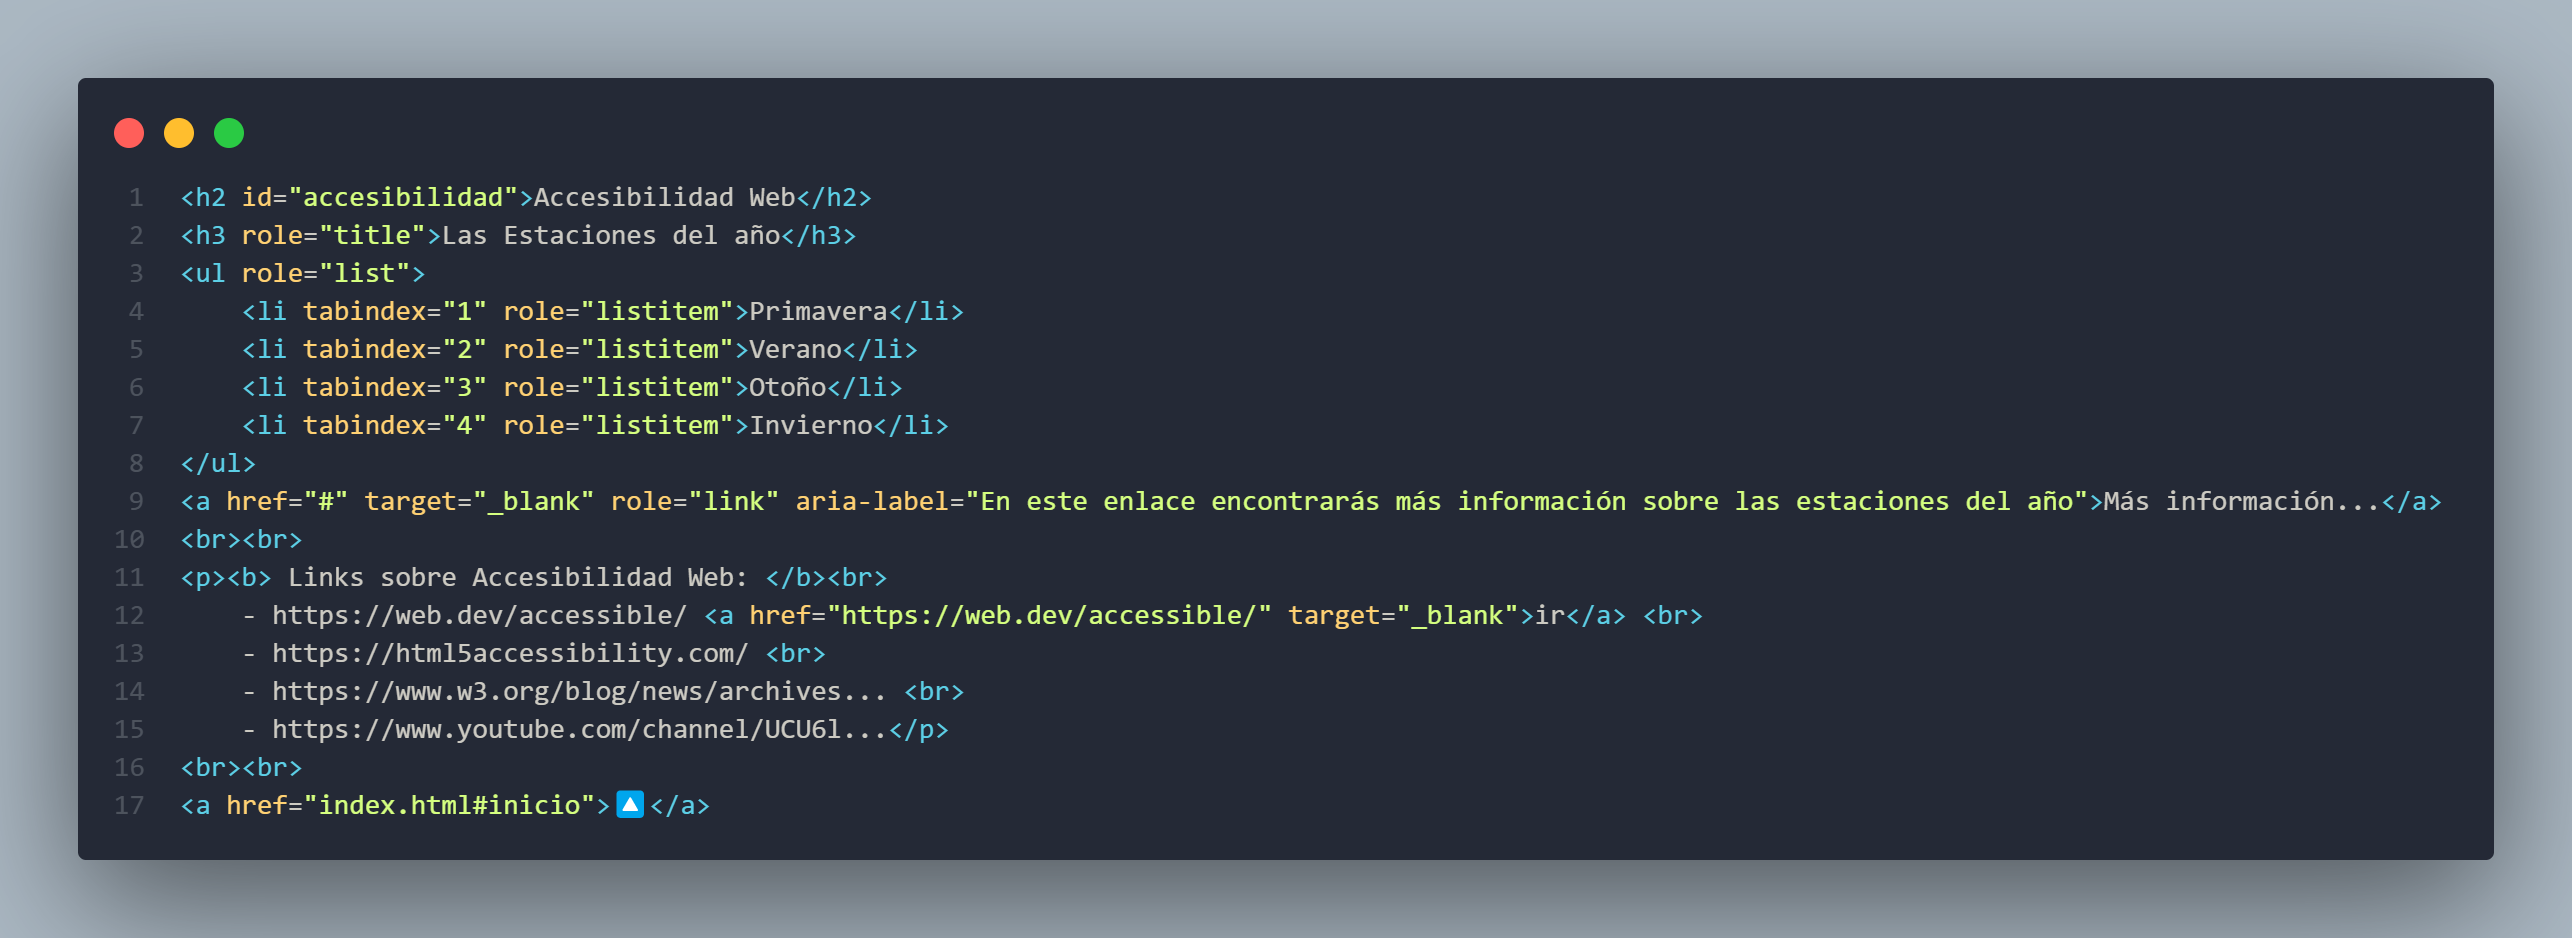 1 <h2 id="accesibilidad">Accesibilidad Web</h2>
2 <h3 role="title">Las Estaciones del año</h3>
3 <ul role="list">
4     <li tabindex="1" role="listitem">Primavera</li>
5     <li tabindex="2" role="listitem">Verano</li>
6     <li tabindex="3" role="listitem">Otoño</li>
7     <li tabindex="4" role="listitem">Invierno</li>
8 </ul>
9 <a href="#" target="_blank" role="link" aria-label="En este enlace encontrarás más información sobre las estaciones del año">Más información...</a>
10 <br><br>
11 <p><b> Links sobre Accesibilidad Web: </b><br>
12     - https://web.dev/accessible/ <a href="https://web.dev/accessible/" target="_blank">ir</a> <br>
13     - https://html5accessibility.com/ <br>
14     - https://www.w3.org/blog/news/archives... <br>
15     - https://www.youtube.com/channel/UCU6l...</p>
16 <br><br>
17 <a href="index.html#inicio">🔼</a>